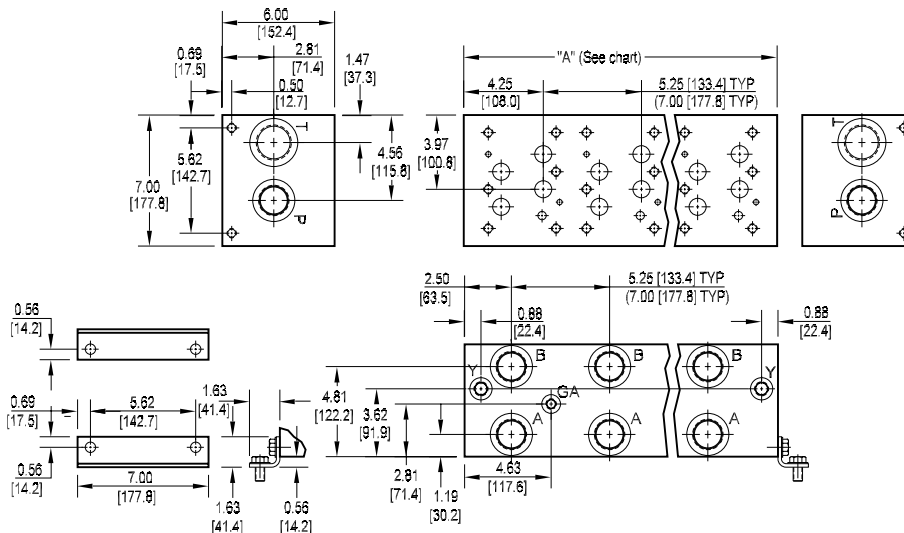 6.00
[152.4]
2.81
[71.4]
0.69
[17.5]
0.50
[12.7]
1.47
[37.3]
T
P
5.62
[142.7]
7.00
[177.8]
4.56
[115.8]
"A" (See chart)
4.25
[108.0]
5.25 [133.4] TYP
(7.00 [177.8] TYP)
3.97
[100.8]
T
P
0.56
[14.2]
0.69
[17.5]
5.62
[142.7]
0.56
[14.2]
7.00
[177.8]
1.63
[41.4]
1.63
[41.4]
0.56
[14.2]
2.50
[63.5]
0.88
[22.4]
5.25 [133.4] TYP
(7.00 [177.8] TYP)
0.88
[22.4]
B
B
B
Y
Y
GA
A
A
A
4.81
[122.2]
3.62
[91.9]
2.81
[71.4]
1.19
[30.2]
4.63
[117.6]